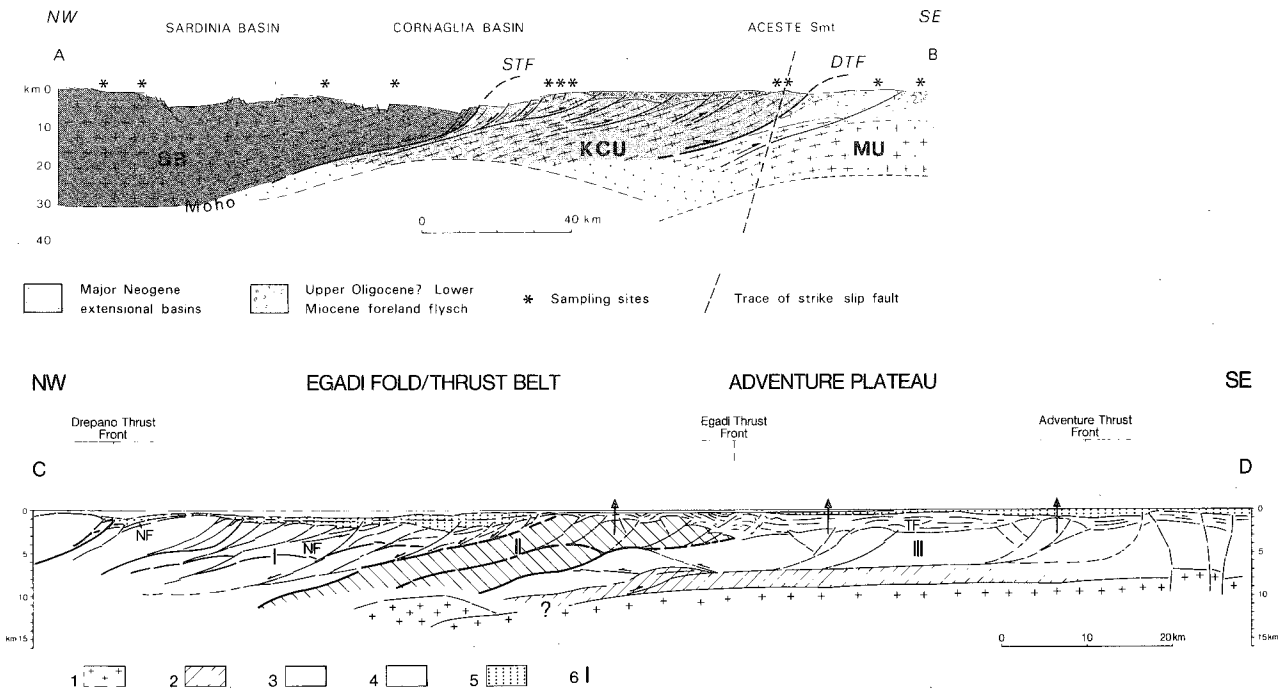 NW SE
SARDINIA BASIN CORNAGLIA BASIN ACESTE Smt
A STF DTF B
* * * * *** ** * *
km 0
10
20
30
40
SB KCU MU
Moho
0 40 km
Major Neogene
extensional basins
Upper Oligocene? Lower
Miocene foreland flysch
* Sampling sites
Trace of strike slip fault
NW EGADI FOLD/THRUST BELT ADVENTURE PLATEAU SE
Drepano Thrust
Front
Egadi Thrust
Front
Adventure Thrust
Front
C D
0 0
NF NF I II TF III
5 5
10 ? 10
km 15 15km
0 20km
1 2 3 4 5 6 I